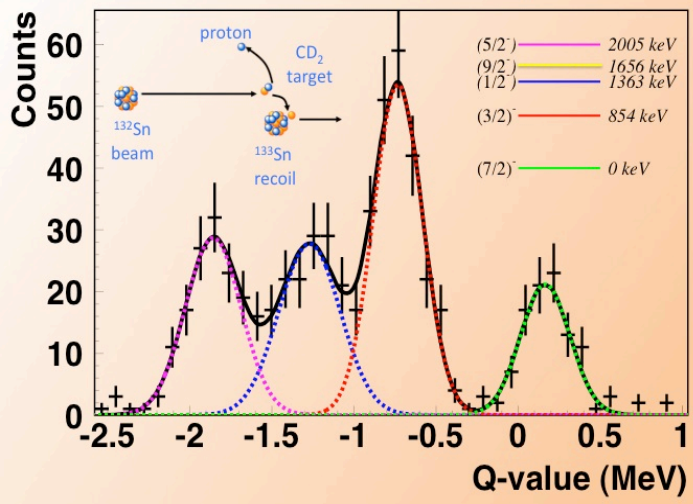 Counts
60
50
40
30
20
10
0
-2.5 -2 -1.5 -1 -0.5 0 0.5 1
Q-value (MeV)
proton
CD₂
target
¹³²Sn
beam
¹³³Sn
recoil
(5/2⁻) 2005 keV
(9/2⁻) 1656 keV
(1/2⁻) 1363 keV
(3/2)⁻ 854 keV
(7/2)⁻ 0 keV